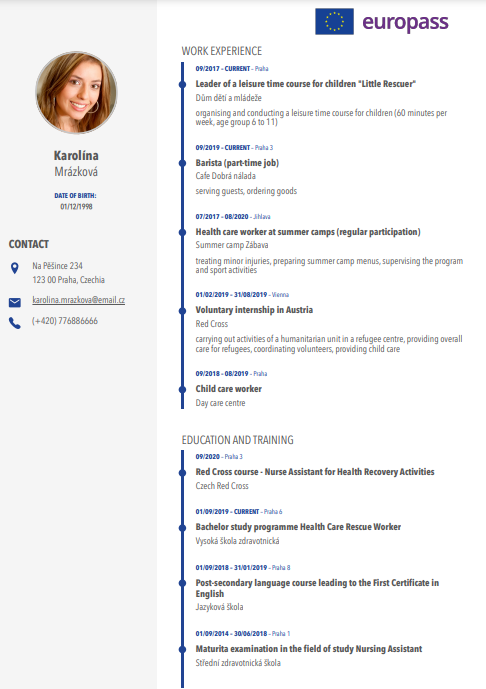 europass
Karolína
Mrázková
DATE OF BIRTH:
01/12/1998
CONTACT
Na Pěšince 234
123 00 Praha, Czechia
karolina.mrazkova@email.cz
(+420) 776886666
WORK EXPERIENCE
09/2017 – CURRENT – Praha
Leader of a leisure time course for children "Little Rescuer"
Dům dětí a mládeže
organising and conducting a leisure time course for children (60 minutes per
week, age group 6 to 11)
09/2019 – CURRENT – Praha 3
Barista (part-time job)
Cafe Dobrá nálada
serving guests, ordering goods
07/2017 – 08/2020 – Jihlava
Health care worker at summer camps (regular participation)
Summer camp Zábava
treating minor injuries, preparing summer camp menus, supervising the program
and sport activities
01/02/2019 – 31/08/2019 – Vienna
Voluntary internship in Austria
Red Cross
carrying out activities of a humanitarian unit in a refugee centre, providing overall
care for refugees, coordinating volunteers, providing child care
09/2018 – 08/2019 – Praha
Child care worker
Day care centre
EDUCATION AND TRAINING
09/2020 – Praha 3
Red Cross course - Nurse Assistant for Health Recovery Activities
Czech Red Cross
01/09/2019 – CURRENT – Praha 6
Bachelor study programme Health Care Rescue Worker
Vysoká škola zdravotnická
01/09/2018 – 31/01/2019 – Praha 8
Post-secondary language course leading to the First Certificate in
English
Jazyková škola
01/09/2014 – 30/06/2018 – Praha 1
Maturita examination in the field of study Nursing Assistant
Střední zdravotnická škola